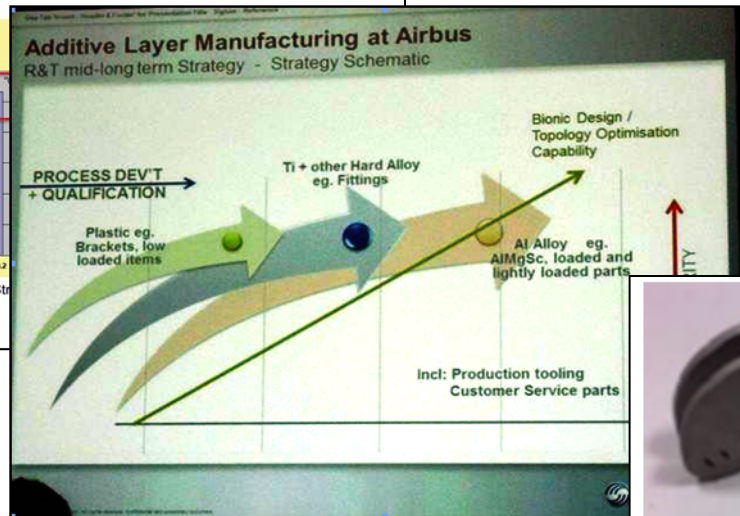 Additive Layer Manufacturing at Airbus
R&T mid-long term Strategy - Strategy Schematic
Bionic Design /
Topology Optimisation
Capability
PROCESS DEV'T
+ QUALIFICATION
Ti + other Hard Alloy
eg. Fittings
Plastic eg.
Brackets, low
loaded items
Al Alloy eg.
AlMgSc, loaded and
lightly loaded parts
Incl: Production tooling
Customer Service parts